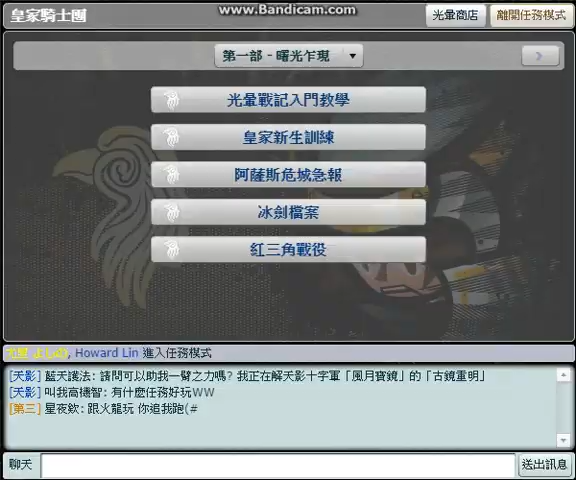 www.Bandicam.com
皇家騎士團
光暈商店
離開任務模式
第一部 - 曙光乍現
光暈戰記入門教學
皇家新生訓練
阿薩斯危城急報
冰劍檔案
紅三角戰役
Howard Lin 進入任務模式
[天影] 藍天護法: 請問可以助我一臂之力嗎? 我正在解天影十字軍「風月寶鏡」的「古鏡重明」
[天影] 叫我高機智: 有什麼任務好玩WW
[第三] 星夜欽: 跟火龍玩 你追我跑(#
聊天
送出訊息